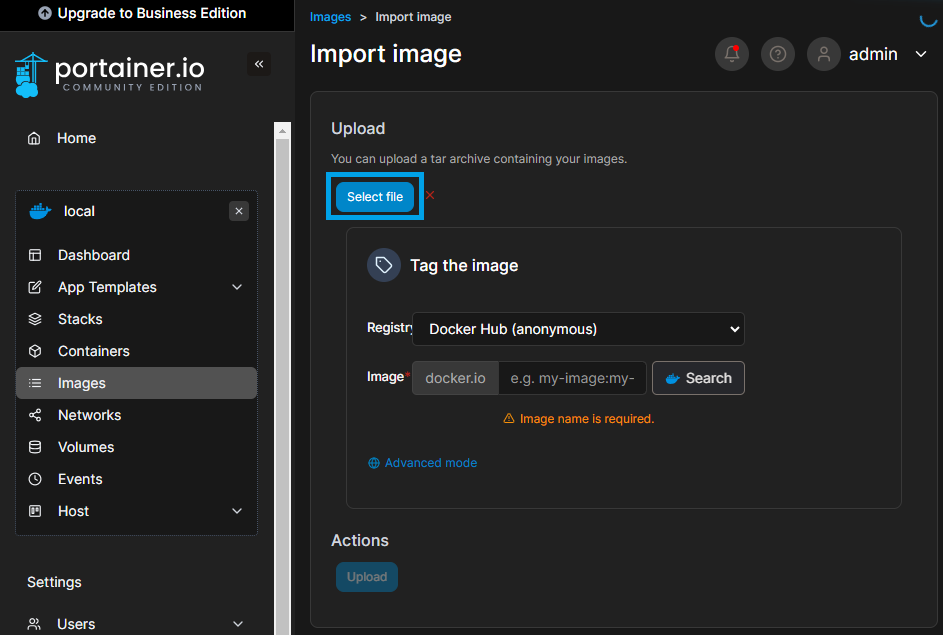 Upgrade to Business Edition
portainer.io
COMMUNITY EDITION
Home
local
Dashboard
App Templates
Stacks
Containers
Images
Networks
Volumes
Events
Host
Settings
Users
Images > Import image
Import image
admin
Upload
You can upload a tar archive containing your images.
Select file
Tag the image
Registry Docker Hub (anonymous)
Image* docker.io e.g. my-image:my- Search
Image name is required.
Advanced mode
Actions
Upload